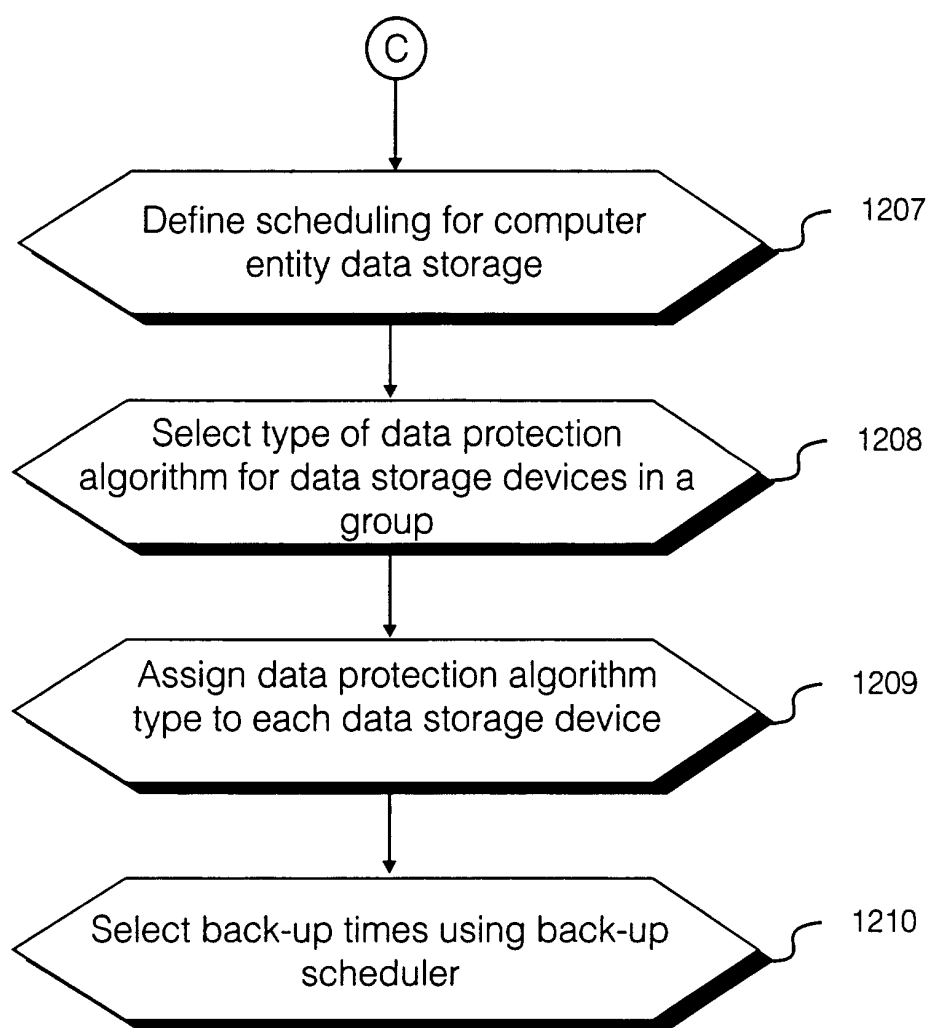 C
Define scheduling for computer
entity data storage
1207
Select type of data protection
algorithm for data storage devices in a
group
1208
Assign data protection algorithm
type to each data storage device
1209
Select back-up times using back-up
scheduler
1210